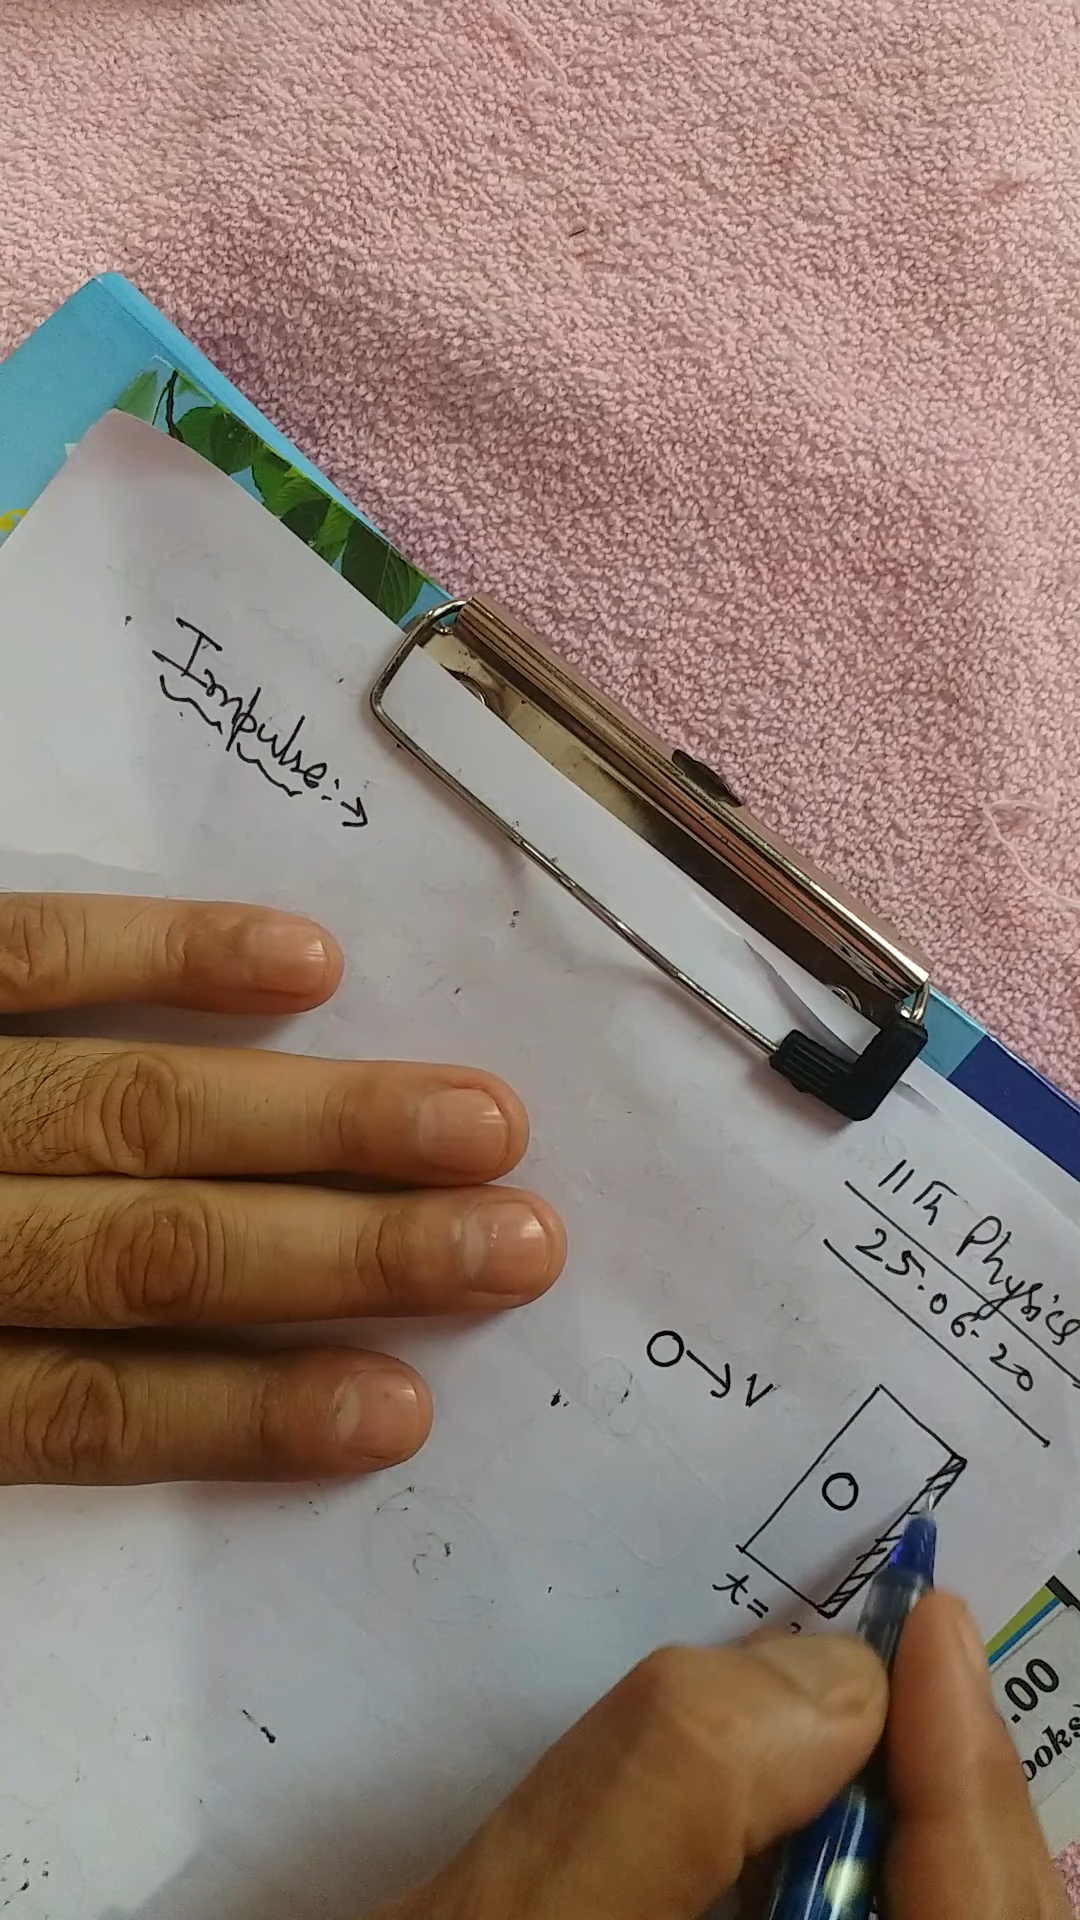 Impulse:→
11th Physics
25.06.20
O→V
O
t=
.00
ooks